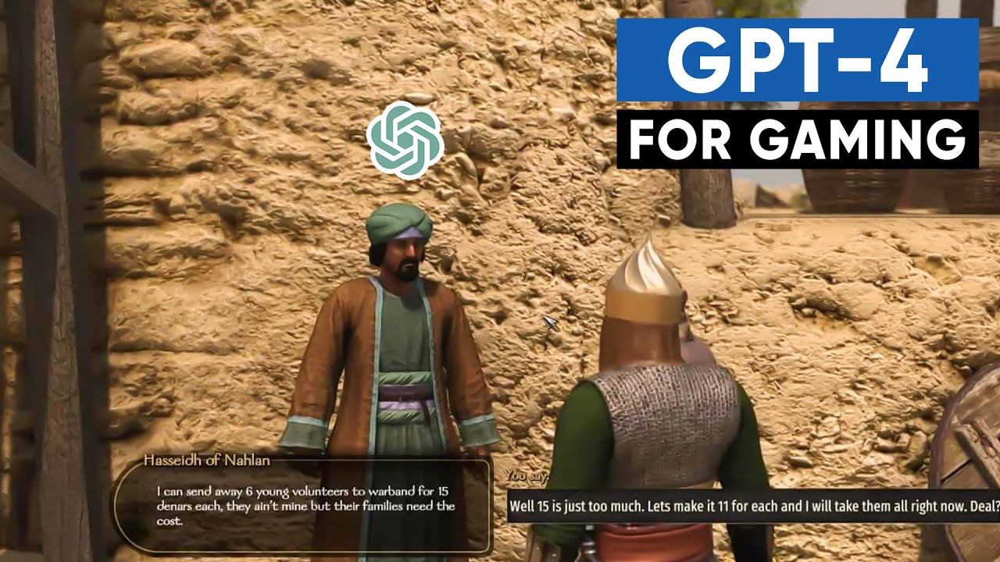 GPT-4
FOR GAMING
Hasseidh of Nahlan
I can send away 6 young volunteers to warband for 15
denars each, they ain't mine but their families need the
cost.
You say:
Well 15 is just too much. Lets make it 11 for each and I will take them all right now. Deal?